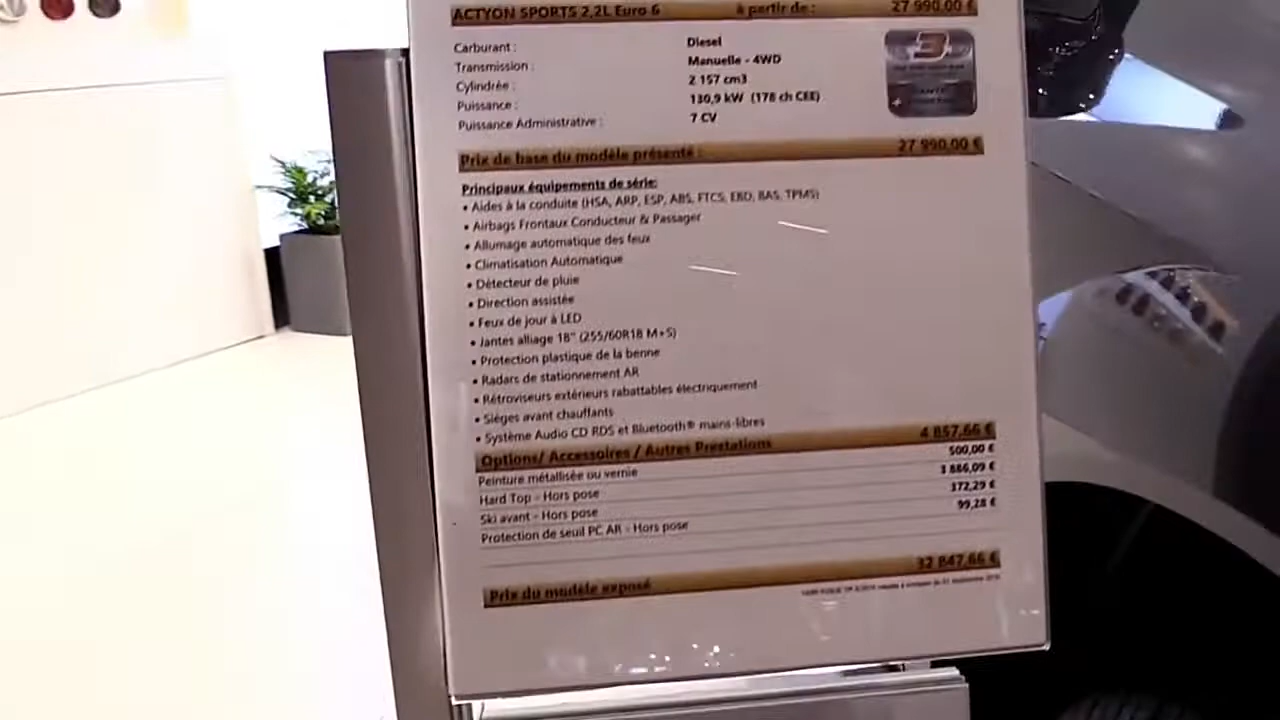 ACTYON SPORTS 2,2L Euro 6 à partir de : 27 990,00 €
Carburant : Diesel
Transmission : Manuelle - 4WD
Cylindrée : 2 157 cm3
Puissance : 130,9 kW (178 ch CEE)
Puissance Administrative : 7 CV
3
Prix de base du modèle présenté : 27 990,00 €
Principaux équipements de série:
• Aides à la conduite (HSA, ARP, ESP, ABS, FTCS, EBD, BAS, TPMS)
• Airbags Frontaux Conducteur & Passager
• Allumage automatique des feux
• Climatisation Automatique
• Détecteur de pluie
• Direction assistée
• Feux de jour à LED
• Jantes alliage 18" (255/60R18 M+S)
• Protection plastique de la benne
• Radars de stationnement AR
• Rétroviseurs extérieurs rabattables électriquement
• Sièges avant chauffants
• Système Audio CD RDS et Bluetooth® mains-libres
Options/ Accessoires / Autres Prestations 4 857,66 €
Peinture métallisée ou vernie 500,00 €
Hard Top - Hors pose 3 886,09 €
Ski avant - Hors pose 372,29 €
Protection de seuil PC AR - Hors pose 99,28 €
Prix du modèle exposé 32 847,66 €